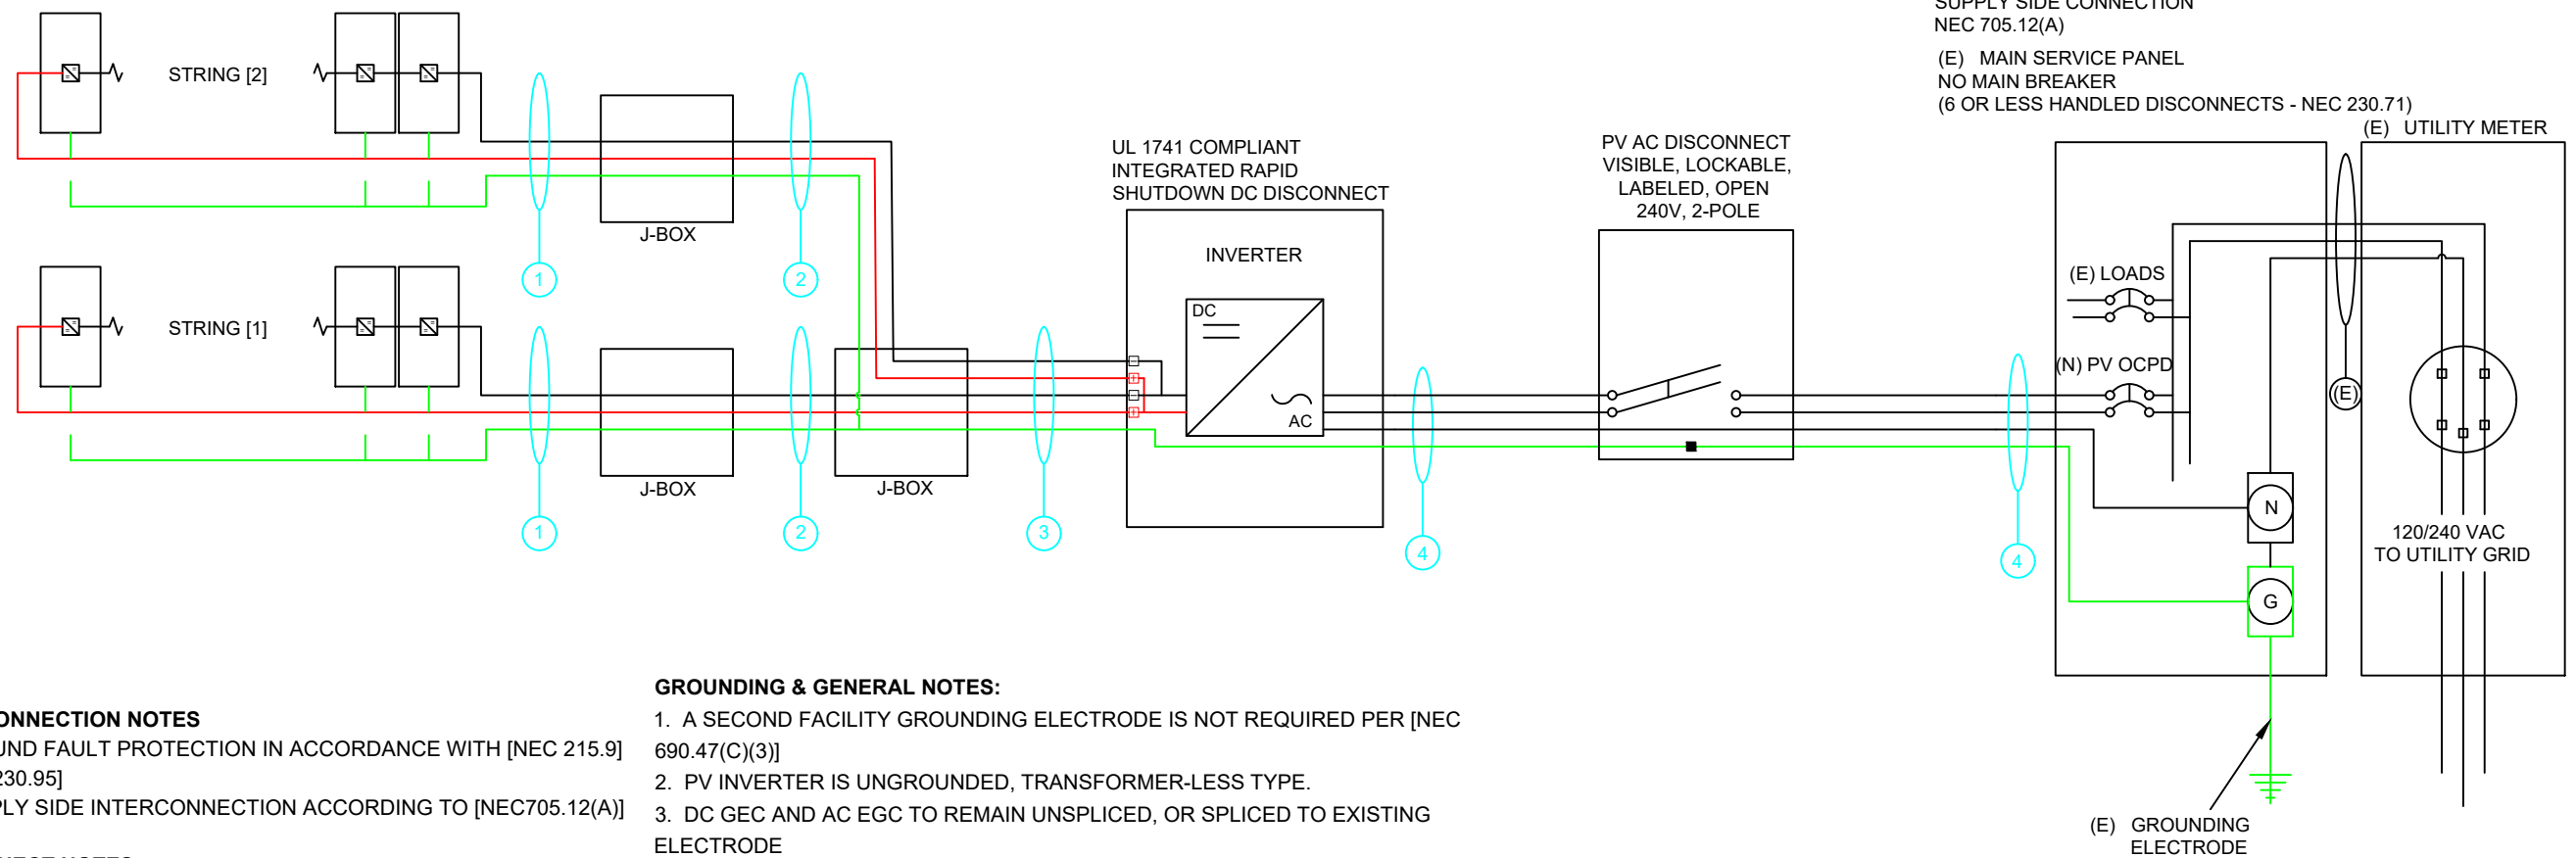 SUPPLY SIDE CONNECTION
NEC 705.12(A)
(E) MAIN SERVICE PANEL
NO MAIN BREAKER
(6 OR LESS HANDLED DISCONNECTS - NEC 230.71)
(E) UTILITY METER
STRING [2]
J-BOX
1
2
UL 1741 COMPLIANT
INTEGRATED RAPID
SHUTDOWN DC DISCONNECT
INVERTER
DC
AC
PV AC DISCONNECT
VISIBLE, LOCKABLE,
LABELED, OPEN
240V, 2-POLE
(E) LOADS
(N) PV OCPD
(E)
STRING [1]
J-BOX
J-BOX
1
2
3
4
4
N
G
120/240 VAC
TO UTILITY GRID
(E) GROUNDING
ELECTRODE
ONNECTION NOTES
UND FAULT PROTECTION IN ACCORDANCE WITH [NEC 215.9]
230.95]
PLY SIDE INTERCONNECTION ACCORDING TO [NEC705.12(A)]
GROUNDING & GENERAL NOTES:
1. A SECOND FACILITY GROUNDING ELECTRODE IS NOT REQUIRED PER [NEC
690.47(C)(3)]
2. PV INVERTER IS UNGROUNDED, TRANSFORMER-LESS TYPE.
3. DC GEC AND AC EGC TO REMAIN UNSPLICED, OR SPLICED TO EXISTING
ELECTRODE